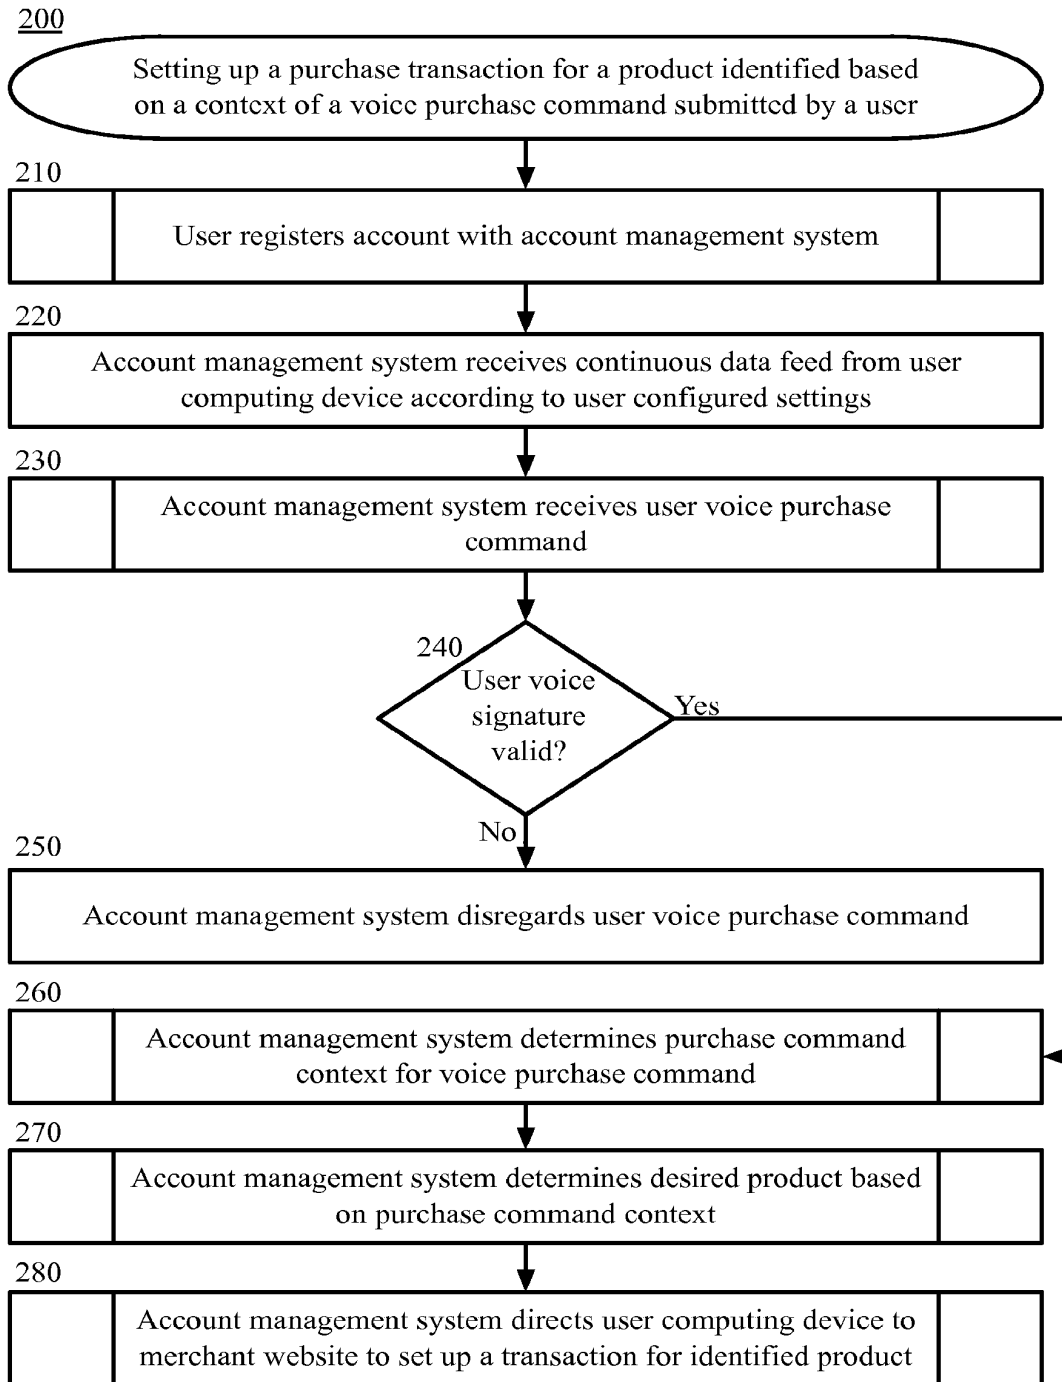 200
Setting up a purchase transaction for a product identified based
on a context of a voice purchase command submitted by a user
210
User registers account with account management system
220
Account management system receives continuous data feed from user
computing device according to user configured settings
230
Account management system receives user voice purchase
command
240
User voice
signature
valid?
Yes
No
250
Account management system disregards user voice purchase command
260
Account management system determines purchase command
context for voice purchase command
270
Account management system determines desired product based
on purchase command context
280
Account management system directs user computing device to
merchant website to set up a transaction for identified product